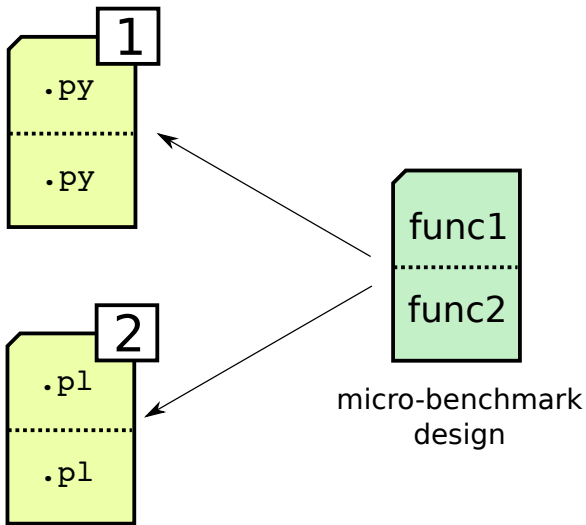 1
.py
.py
func1
func2
micro-benchmark
design
2
.pl
.pl